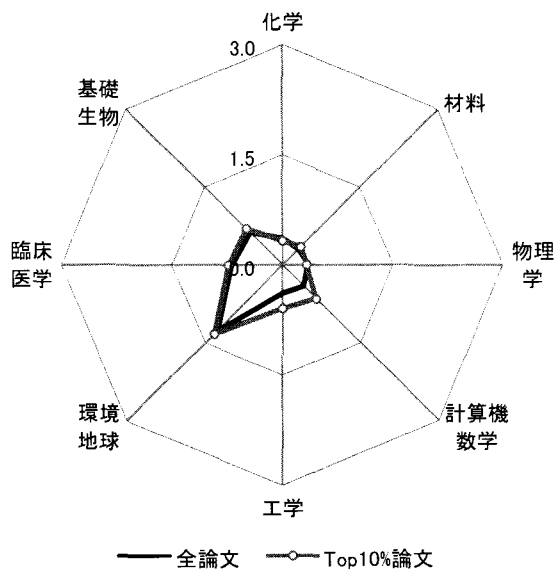 化学
3.0
基礎
生物
材料
1.5
臨床
医学
0.0
物理
学
環境
地球
計算機
数学
工学
全論文
Top10%論文